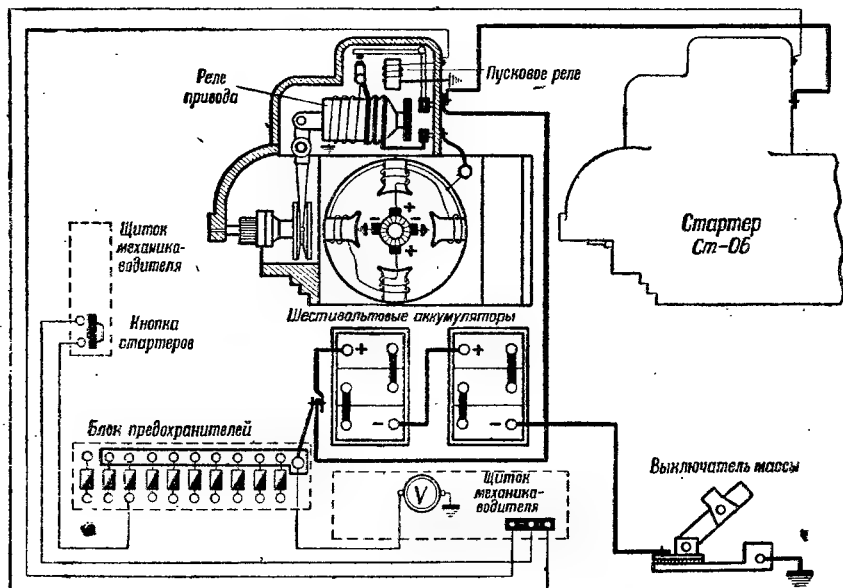 Реле
привода
Пусковое реле
Стартер
Ст-06
Щиток
механика-
водителя
Кнопка
стартеров
Шестивольтовые аккумуляторы
+
+
-
-
Блок предохранителей
V
Щиток
механика-
водителя
Выключатель массы